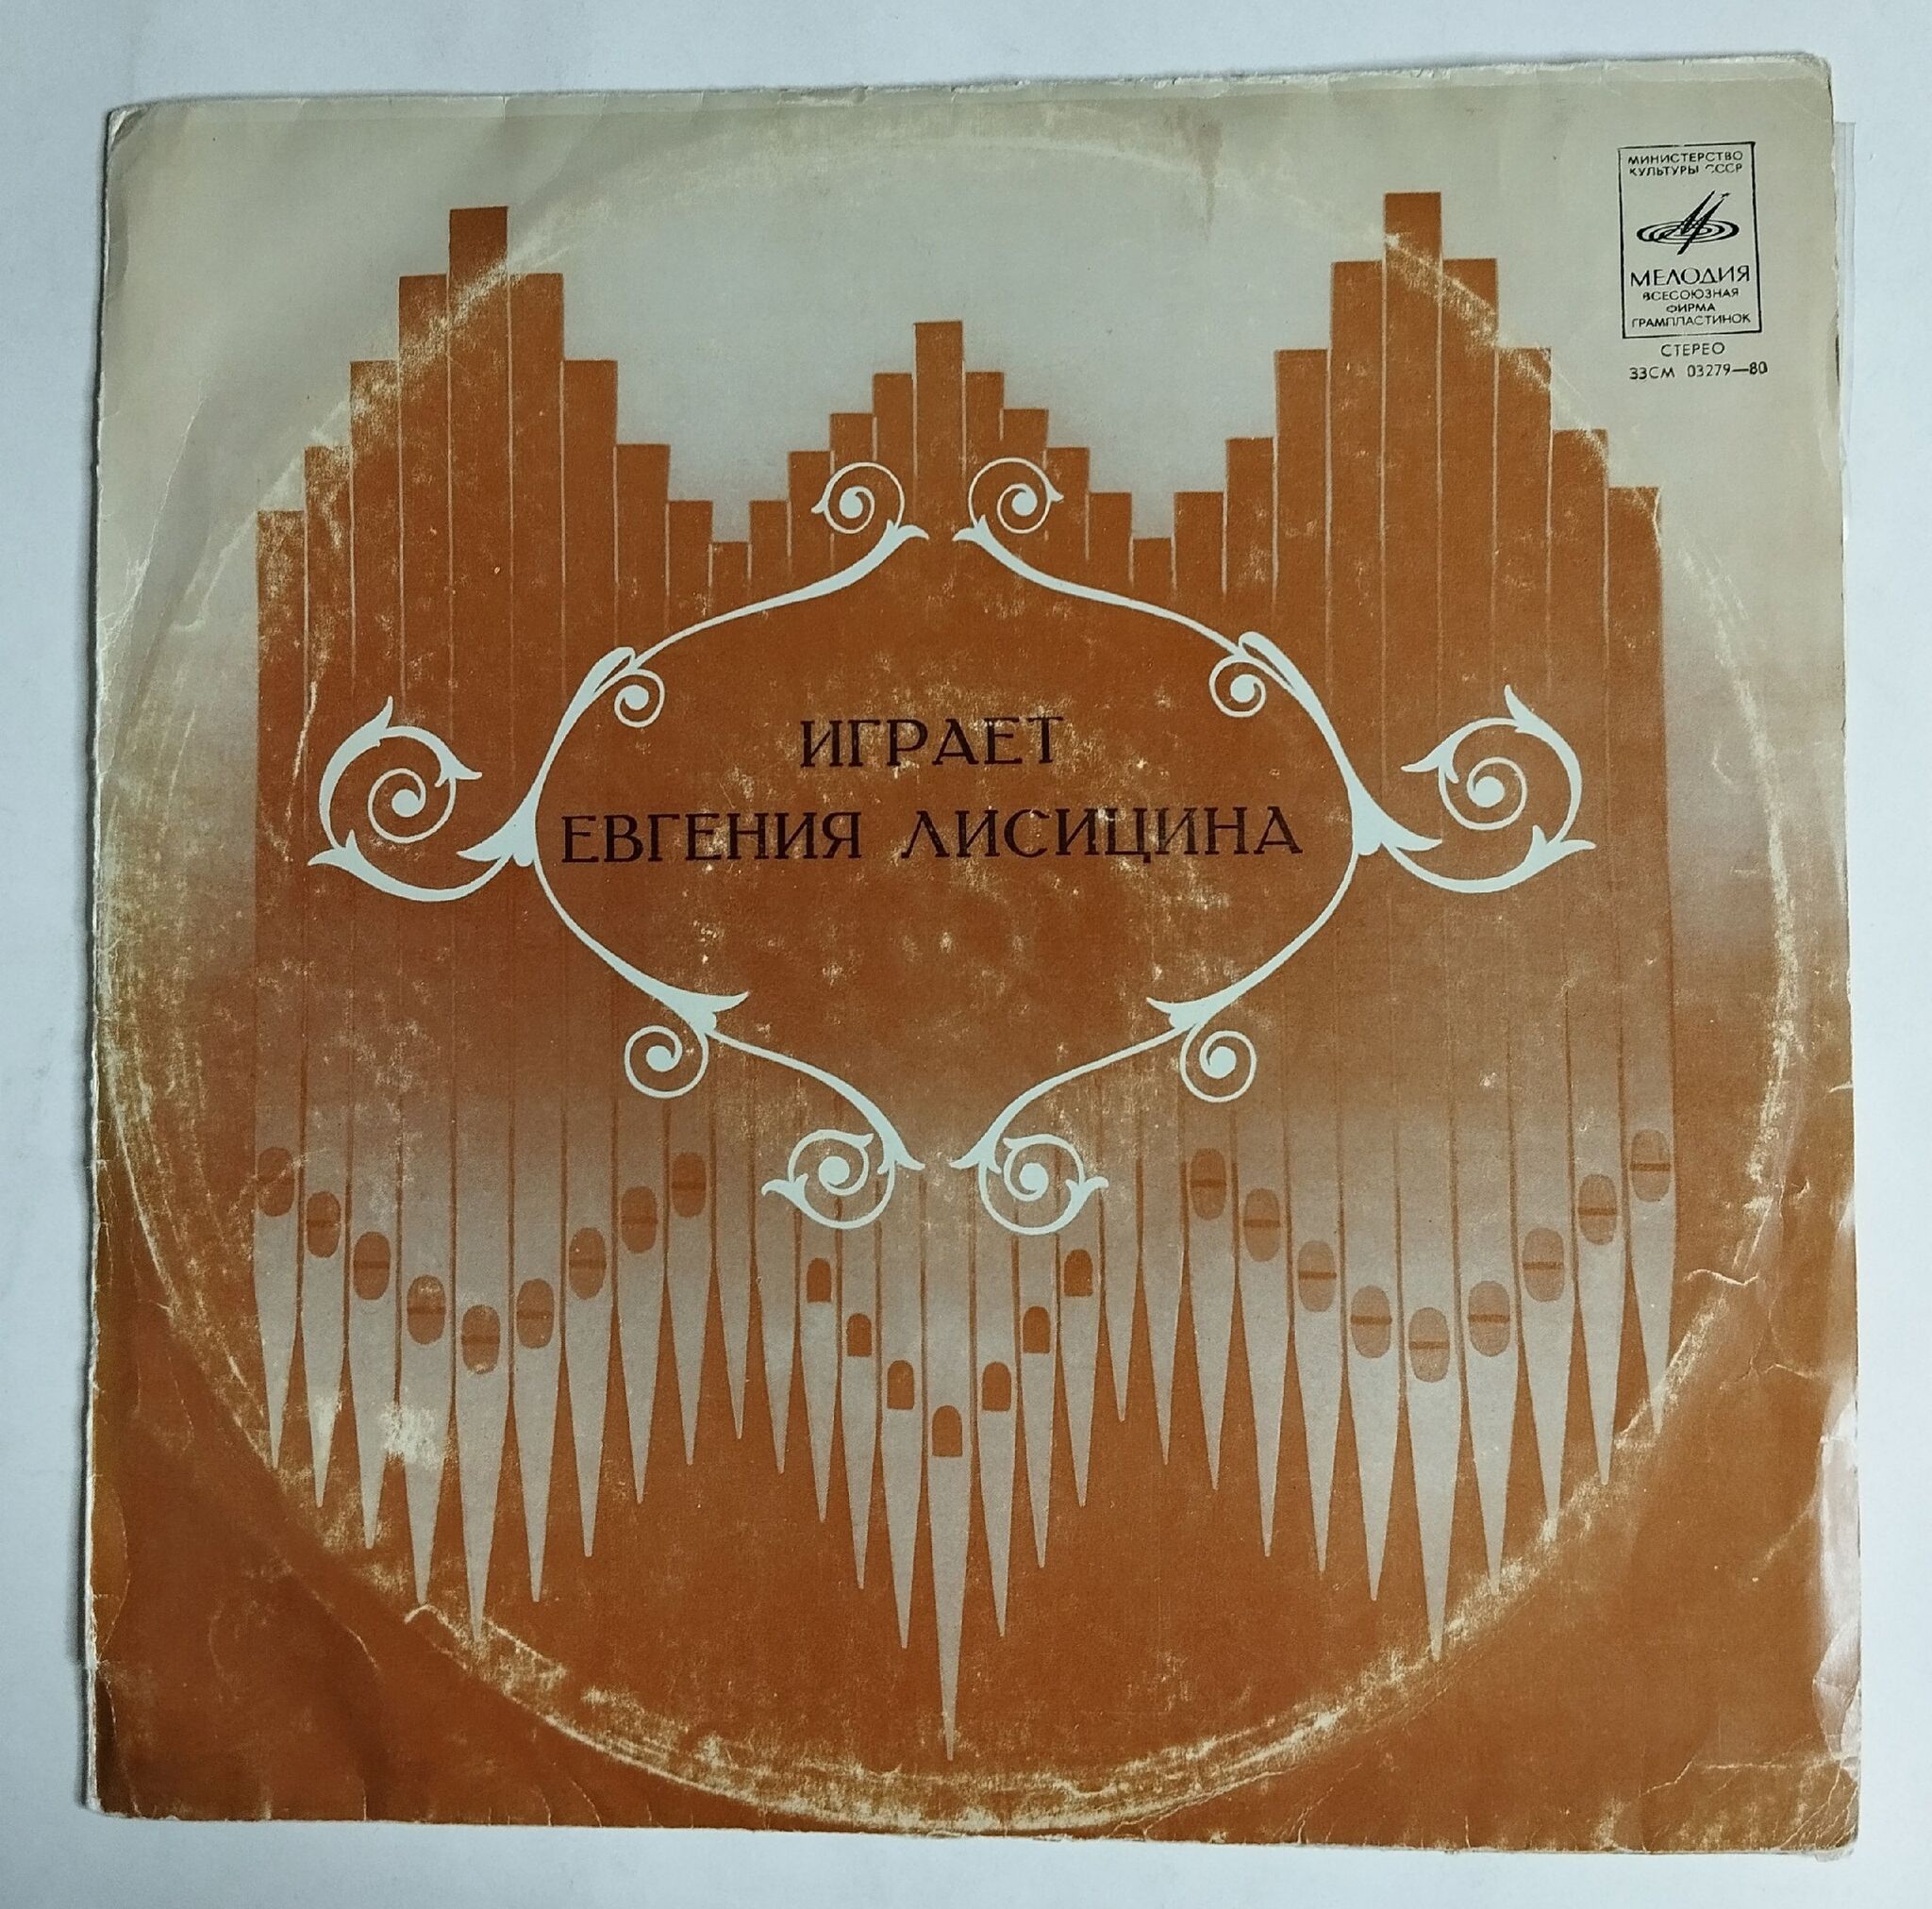 МИНИСТЕРСТВО
КУЛЬТУРЫ СССР
МЕЛОДИЯ
ВСЕСОЮЗНАЯ
ФИРМА
ГРАМПЛАСТИНОК
СТЕРЕО
33СМ 03279—80
ИГРАЕТ
ЕВГЕНИЯ ЛИСИЦИНА